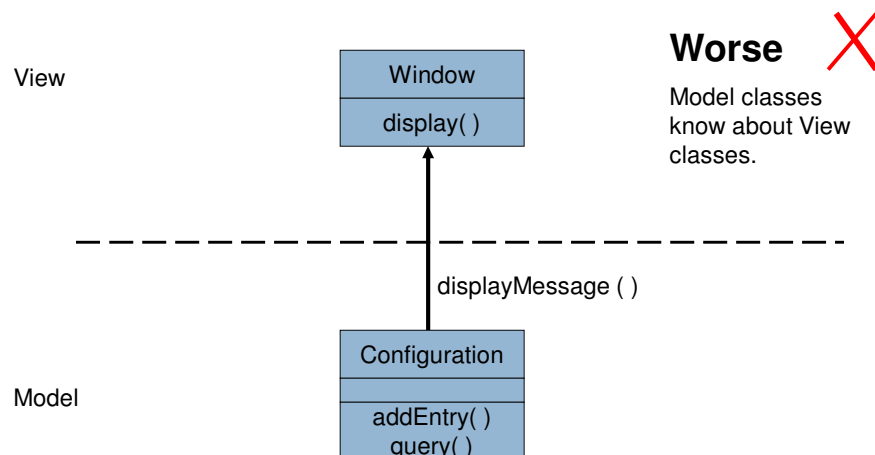 Worse
View
Window
Model classes
know about View
classes.
display( )
displayMessage ( )
Configuration
Model
addEntry( )
query( )